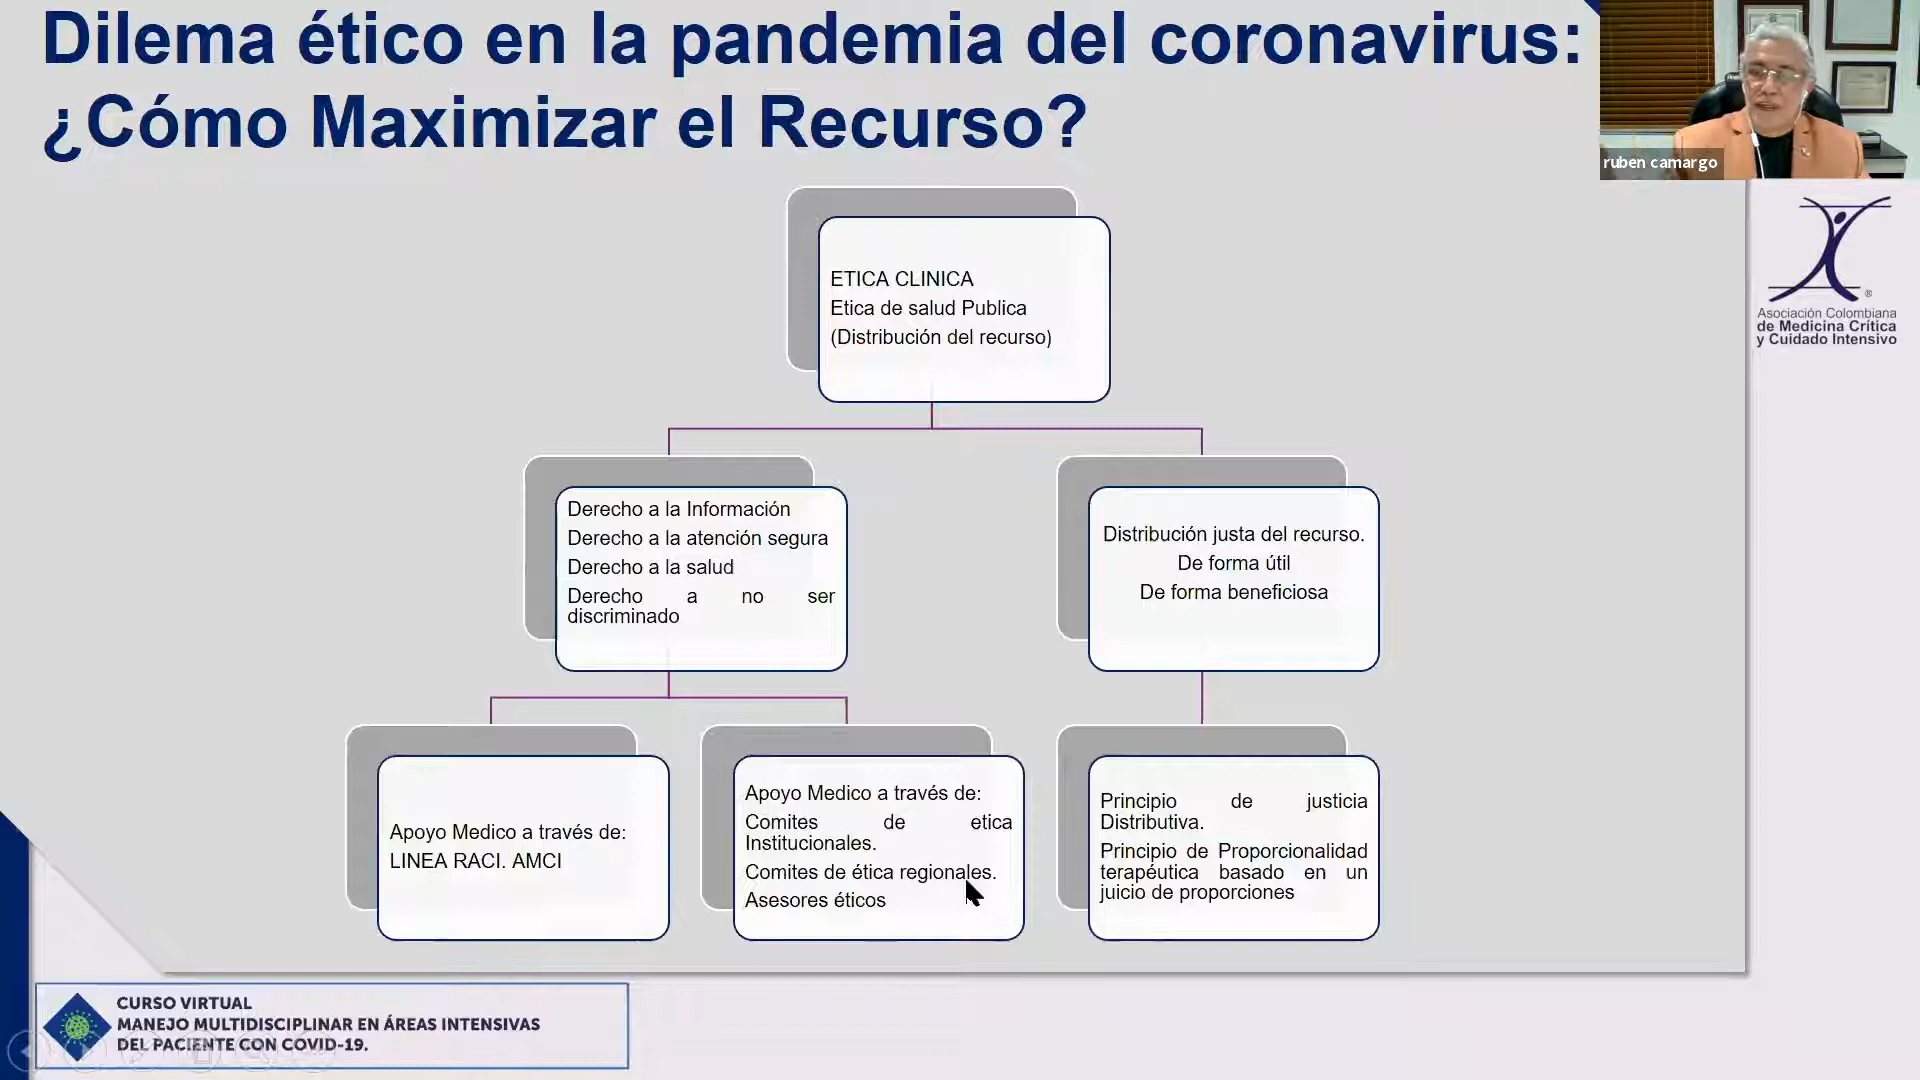 Dilema ético en la pandemia del coronavirus:
¿Cómo Maximizar el Recurso?
ruben camargo
®
Asociación Colombiana
de Medicina Crítica
y Cuidado Intensivo
ETICA CLINICA
Etica de salud Publica
(Distribución del recurso)
Derecho a la Información
Derecho a la atención segura
Derecho a la salud
Derecho a no ser
discriminado
Distribución justa del recurso.
De forma útil
De forma beneficiosa
Apoyo Medico a través de:
LINEA RACI. AMCI
Apoyo Medico a través de:
Comites de etica
Institucionales.
Comites de ética regionales.
Asesores éticos
Principio de justicia
Distributiva.
Principio de Proporcionalidad
terapéutica basado en un
juicio de proporciones
CURSO VIRTUAL
MANEJO MULTIDISCIPLINAR EN ÁREAS INTENSIVAS
DEL PACIENTE CON COVID-19.